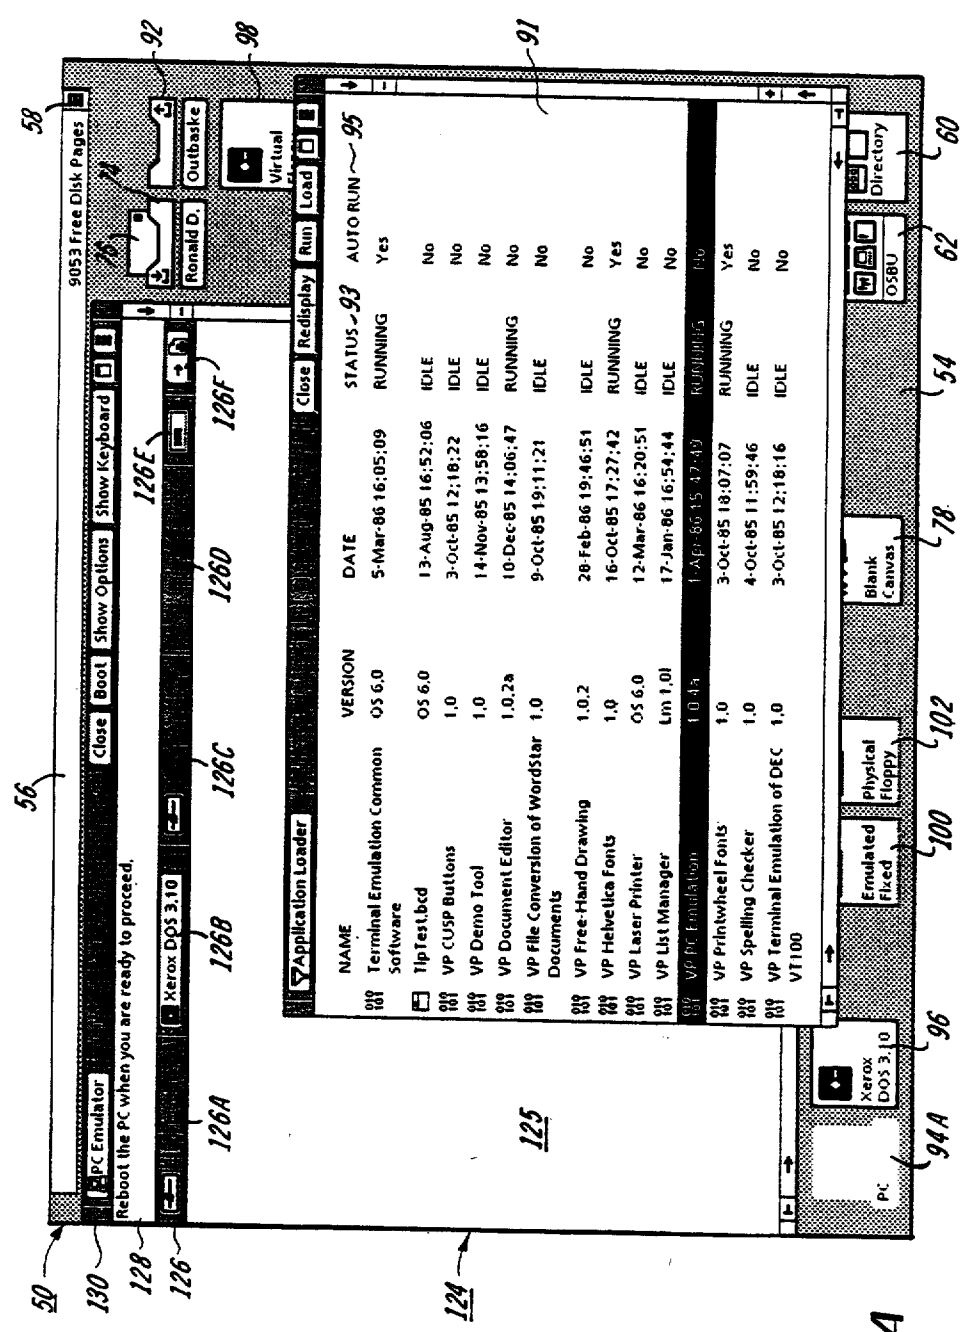 50
56
58
9053 Free Disk Pages
130
PC Emulator
Close
Boot
Show Options
Show Keyboard
128
Reboot the PC when you are ready to proceed.
126
Xerox DOS 3.10
126A
126B
126C
126D
126E
126F
76
74
92
Ronald D.
Outbaske
98
Virtual
124
125
Application Loader
Close
Redisplay
Run
Load
91
NAME VERSION DATE STATUS 93 AUTO RUN 95
Terminal Emulation Common OS 6.0 5-Mar-86 16:05:09 RUNNING Yes
Software
TipTest.bcd OS 6.0 13-Aug-85 16:52:06 IDLE No
VP CUSP Buttons 1.0 3-Oct-85 12:18:22 IDLE No
VP Demo Tool 1.0 14-Nov-85 13:58:16 IDLE No
VP Document Editor 1.0.2a 10-Dec-85 14:06:47 RUNNING No
VP File Conversion of WordStar 1.0 9-Oct-85 19:11:21 IDLE No
Documents
VP Free-Hand Drawing 1.0.2 28-Feb-86 19:46:51 IDLE No
VP Helvetica Fonts 1.0 16-Oct-85 17:27:42 RUNNING Yes
VP Laser Printer OS 6.0 12-Mar-86 16:20:51 IDLE No
VP List Manager Lm 1.0l 17-Jan-86 16:54:44 IDLE No
VP PC Emulation 1.0.4a 1-Apr-86 15:47:40 RUNNING No
VP Printwheel Fonts 1.0 3-Oct-85 18:07:07 RUNNING Yes
VP Spelling Checker 1.0 4-Oct-85 11:59:46 IDLE No
VP Terminal Emulation of DEC 1.0 3-Oct-85 12:18:16 IDLE No
VT100
PC
Xerox
DOS 3.10
Emulated
Fixed
Physical
Floppy
Blank
Canvas
OSBU
Directory
94A
96
100
102
78
54
62
60